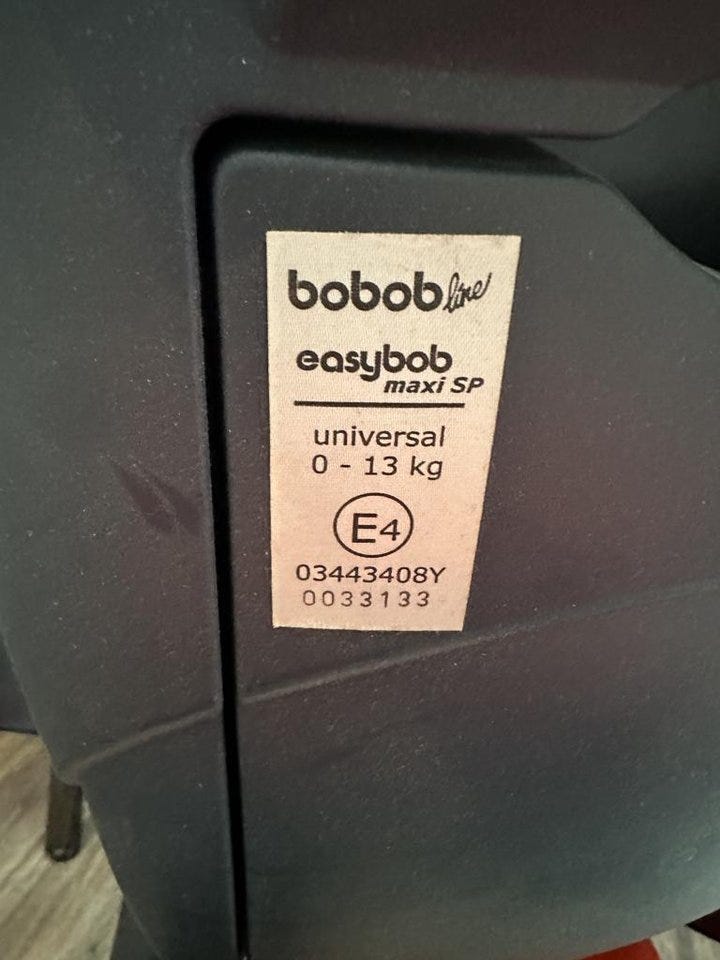 bobob line
easybob
maxi SP
universal
0 - 13 kg
E4
03443408Y
0033133